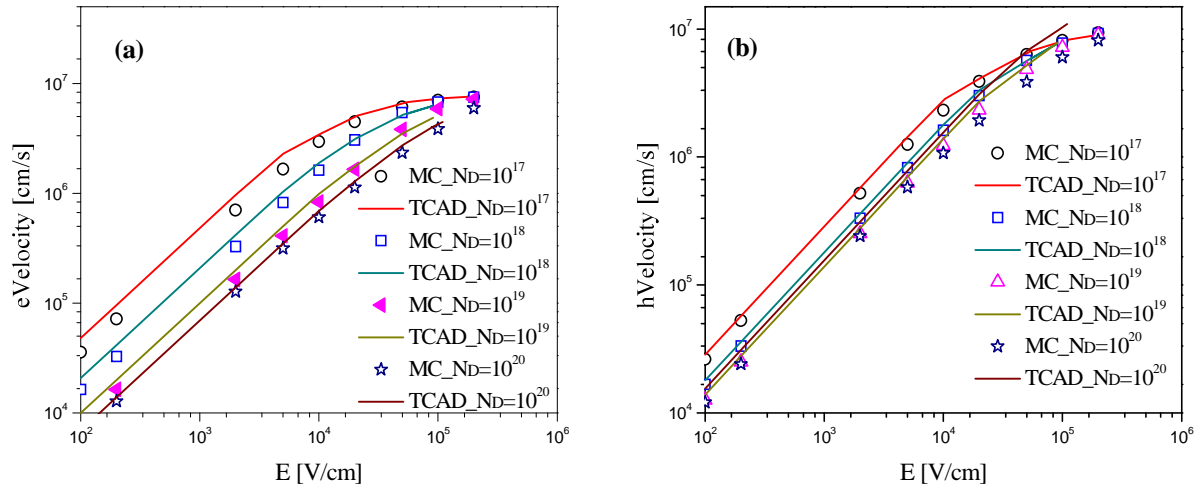 (a)
10⁷
10⁶
10⁵
10⁴
eVelocity [cm/s]
MC_ND=10¹⁷
TCAD_ND=10¹⁷
MC_ND=10¹⁸
TCAD_ND=10¹⁸
MC_ND=10¹⁹
TCAD_ND=10¹⁹
MC_ND=10²⁰
TCAD_ND=10²⁰
10² 10³ 10⁴ 10⁵ 10⁶
E [V/cm]
(b)
10⁷
10⁶
10⁵
10⁴
hVelocity [cm/s]
MC_ND=10¹⁷
TCAD_ND=10¹⁷
MC_ND=10¹⁸
TCAD_ND=10¹⁸
MC_ND=10¹⁹
TCAD_ND=10¹⁹
MC_ND=10²⁰
TCAD_ND=10²⁰
10² 10³ 10⁴ 10⁵ 10⁶
E [V/cm]